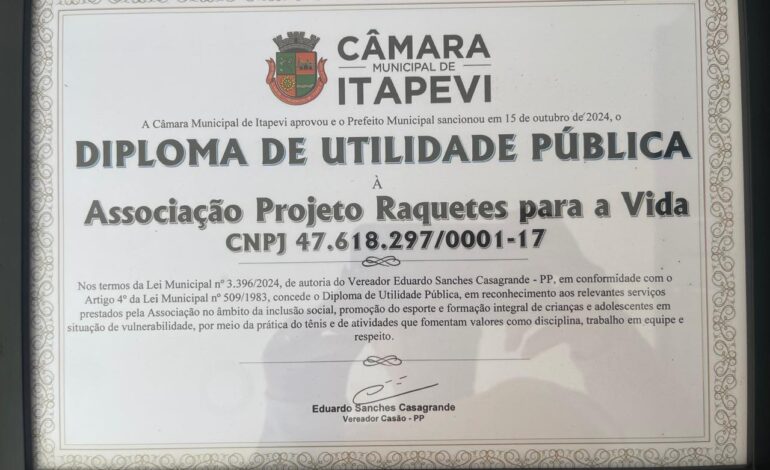 CÂMARA
MUNICIPAL DE
ITAPEVI
A Câmara Municipal de Itapevi aprovou e o Prefeito Municipal sancionou em 15 de outubro de 2024, o
DIPLOMA DE UTILIDADE PÚBLICA
À
Associação Projeto Raquetes para a Vida
CNPJ 47.618.297/0001-17
Nos termos da Lei Municipal nº 3.396/2024, de autoria do Vereador Eduardo Sanches Casagrande - PP, em conformidade com o
Artigo 4º da Lei Municipal nº 509/1983, concede o Diploma de Utilidade Pública, em reconhecimento aos relevantes serviços
prestados pela Associação no âmbito da inclusão social, promoção do esporte e formação integral de crianças e adolescentes em
situação de vulnerabilidade, por meio da prática do tênis e de atividades que fomentam valores como disciplina, trabalho em equipe e
respeito.
Eduardo Sanches Casagrande
Vereador Casão - PP